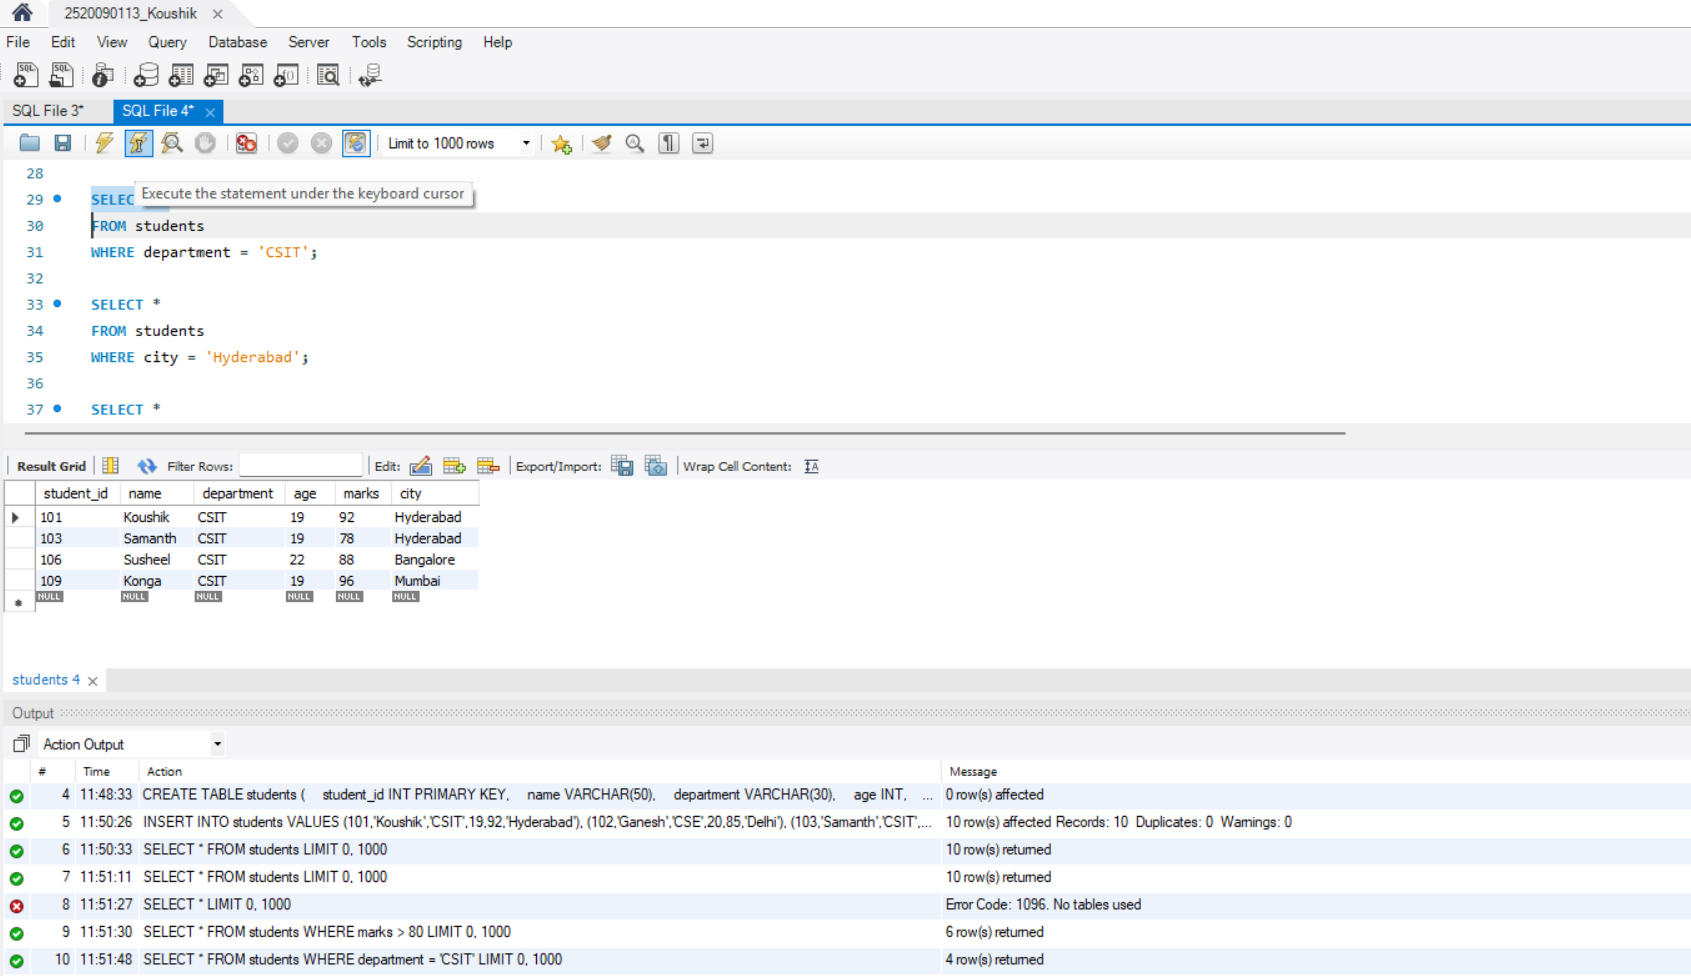 2520090113_Koushik
File Edit View Query Database Server Tools Scripting Help
SQL File 3* SQL File 4*
Limit to 1000 rows
28
29 SELEC
Execute the statement under the keyboard cursor
30 FROM students
31 WHERE department = 'CSIT';
32
33 SELECT *
34 FROM students
35 WHERE city = 'Hyderabad';
36
37 SELECT *
Result Grid Filter Rows: Edit: Export/Import: Wrap Cell Content:
student_id name department age marks city
101 Koushik CSIT 19 92 Hyderabad
103 Samanth CSIT 19 78 Hyderabad
106 Susheel CSIT 22 88 Bangalore
109 Konga CSIT 19 96 Mumbai
NULL NULL NULL NULL NULL NULL
students 4
Output
Action Output
# Time Action Message
4 11:48:33 CREATE TABLE students ( student_id INT PRIMARY KEY, name VARCHAR(50), department VARCHAR(30), age INT, ... 0 row(s) affected
5 11:50:26 INSERT INTO students VALUES (101,'Koushik','CSIT',19,92,'Hyderabad'), (102,'Ganesh','CSE',20,85,'Delhi'), (103,'Samanth','CSIT',... 10 row(s) affected Records: 10 Duplicates: 0 Warnings: 0
6 11:50:33 SELECT * FROM students LIMIT 0, 1000 10 row(s) returned
7 11:51:11 SELECT * FROM students LIMIT 0, 1000 10 row(s) returned
8 11:51:27 SELECT * LIMIT 0, 1000 Error Code: 1096. No tables used
9 11:51:30 SELECT * FROM students WHERE marks > 80 LIMIT 0, 1000 6 row(s) returned
10 11:51:48 SELECT * FROM students WHERE department = 'CSIT' LIMIT 0, 1000 4 row(s) returned